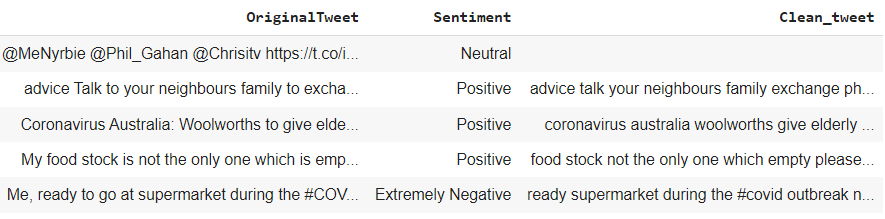 OriginalTweet Sentiment Clean_tweet
@MeNyrbie @Phil_Gahan @Chrisitv https://t.co/i... Neutral
advice Talk to your neighbours family to excha... Positive advice talk your neighbours family exchange ph...
Coronavirus Australia: Woolworths to give elde... Positive coronavirus australia woolworths give elderly ...
My food stock is not the only one which is emp... Positive food stock not the only one which empty please...
Me, ready to go at supermarket during the #COV... Extremely Negative ready supermarket during the #covid outbreak n...